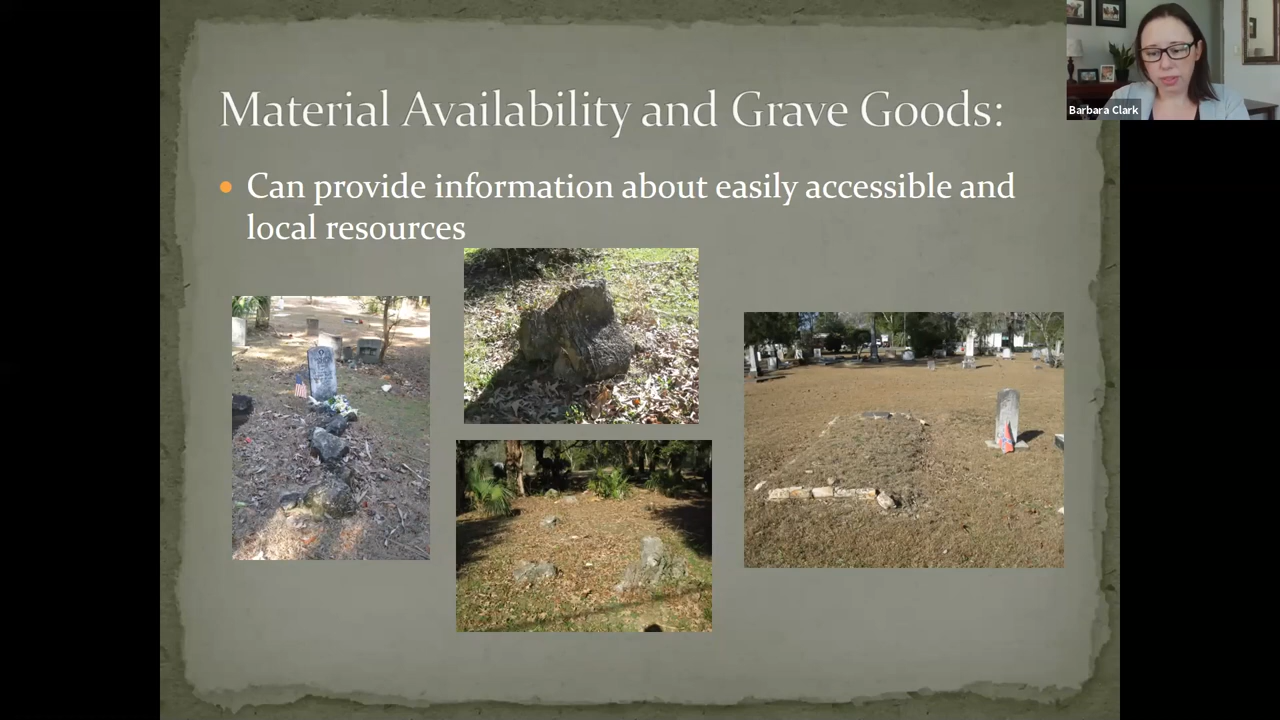 Material Availability and Grave Goods:
Can provide information about easily accessible and
local resources
Barbara Clark